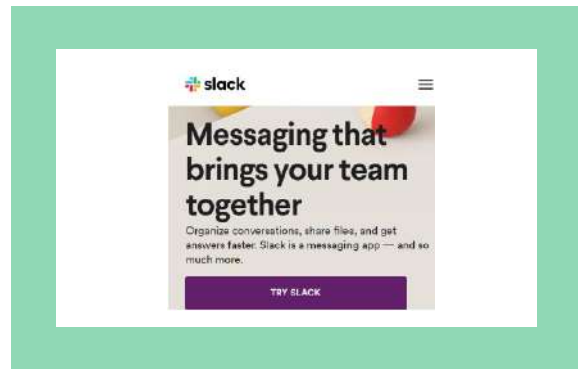 slack
Messaging that
brings your team
together
Organize conversations, share files, and get
answers faster. Slack is a messaging app — and so
much more.
TRY SLACK